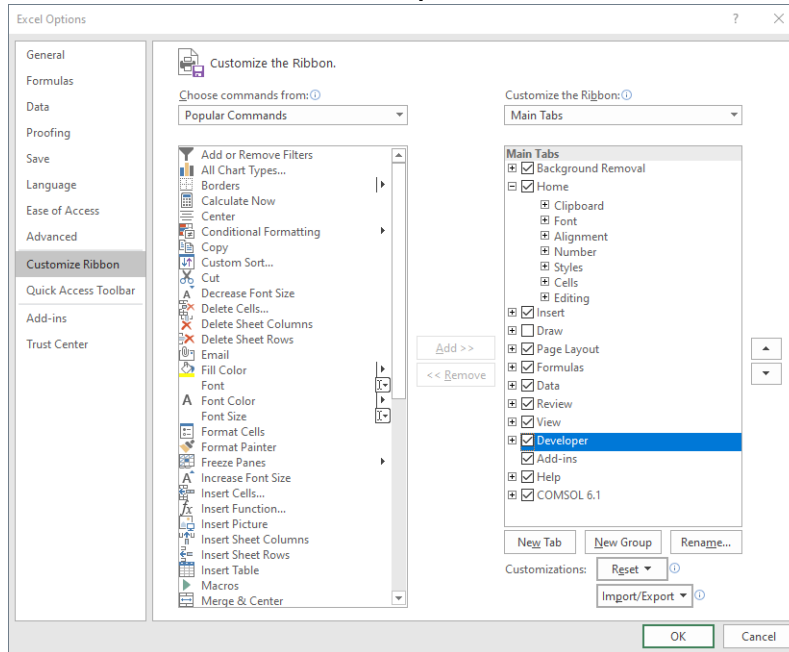 Excel Options
?
General
Formulas
Data
Proofing
Save
Language
Ease of Access
Advanced
Customize Ribbon
Quick Access Toolbar
Add-ins
Trust Center
Customize the Ribbon.
Choose commands from:
Popular Commands
Add or Remove Filters
All Chart Types...
Borders
Calculate Now
Center
Conditional Formatting
Copy
Custom Sort...
Cut
Decrease Font Size
Delete Cells...
Delete Sheet Columns
Delete Sheet Rows
Email
Fill Color
Font
Font Color
Font Size
Format Cells
Format Painter
Freeze Panes
Increase Font Size
Insert Cells...
Insert Function...
Insert Picture
Insert Sheet Columns
Insert Sheet Rows
Insert Table
Macros
Merge & Center
Add >>
<< Remove
Customize the Ribbon:
Main Tabs
Main Tabs
Background Removal
Home
Clipboard
Font
Alignment
Number
Styles
Cells
Editing
Insert
Draw
Page Layout
Formulas
Data
Review
View
Developer
Add-ins
Help
COMSOL 6.1
New Tab
New Group
Rename...
Customizations:
Reset
Import/Export
OK
Cancel